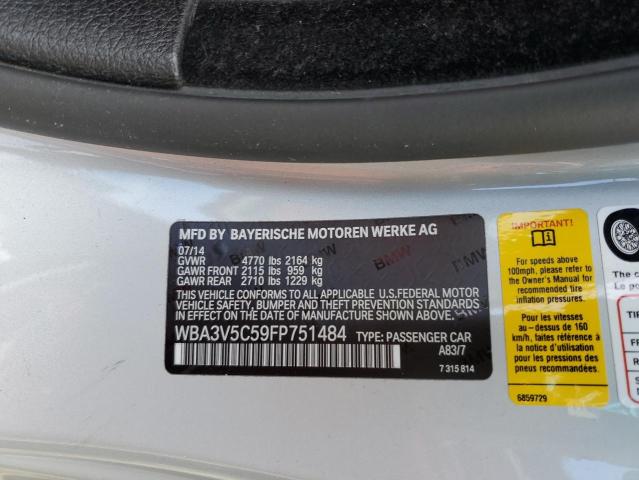 MFD BY BAYERISCHE MOTOREN WERKE AG
07/14
GVWR 4770 lbs 2164 kg
GAWR FRONT 2115 lbs 959 kg
GAWR REAR 2710 lbs 1229 kg
THIS VEHICLE CONFORMS TO ALL APPLICABLE U.S.FEDERAL MOTOR
VEHICLE SAFETY, BUMPER AND THEFT PREVENTION STANDARDS
IN EFFECT ON THE DATE OF MANUFACTURE SHOWN ABOVE.
WBA3V5C59FP751484 TYPE: PASSENGER CAR
A83/7
7 315 814
BMW
BMW
BMW
BMW
IMPORTANT!
For speeds above
100mph, please refer to
the Owner's Manual for
recommended tire
inflation pressures.
Pour les vitesses
au-dessus de 160
km/h, faites référence à
la notice d'utilisation
pour les pressions
des pneus.
6859729